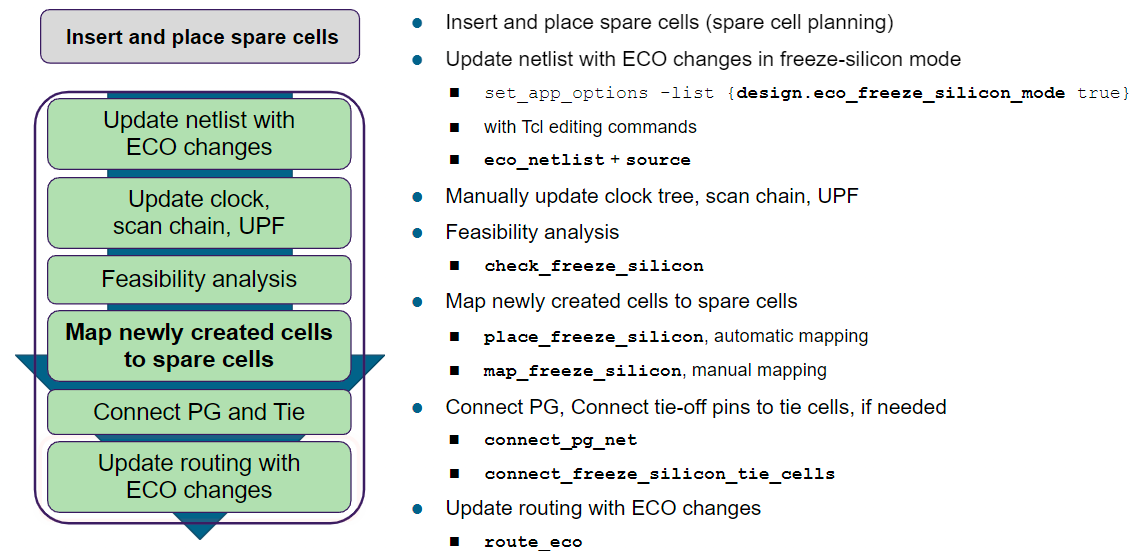 Insert and place spare cells
Update netlist with
ECO changes
Update clock,
scan chain, UPF
Feasibility analysis
Map newly created cells
to spare cells
Connect PG and Tie
Update routing with
ECO changes
• Insert and place spare cells (spare cell planning)
• Update netlist with ECO changes in freeze-silicon mode
■ set_app_options -list {design.eco_freeze_silicon_mode true}
■ with Tcl editing commands
■ eco_netlist + source
• Manually update clock tree, scan chain, UPF
• Feasibility analysis
■ check_freeze_silicon
• Map newly created cells to spare cells
■ place_freeze_silicon, automatic mapping
■ map_freeze_silicon, manual mapping
• Connect PG, Connect tie-off pins to tie cells, if needed
■ connect_pg_net
■ connect_freeze_silicon_tie_cells
• Update routing with ECO changes
■ route_eco